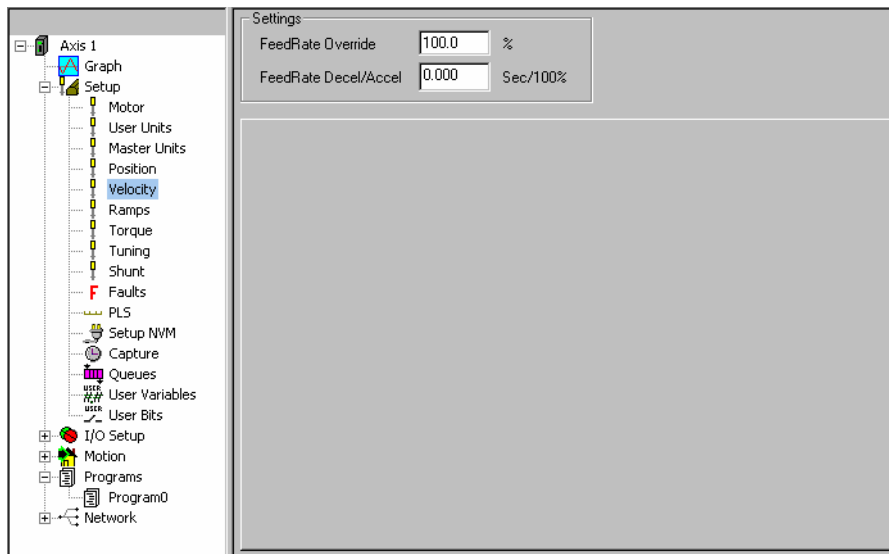 Axis 1
Graph
Setup
Motor
User Units
Master Units
Position
Velocity
Ramps
Torque
Tuning
Shunt
F Faults
PLS
Setup NVM
Capture
Queues
USER #.## User Variables
USER User Bits
I/O Setup
Motion
Programs
Program0
Network
Settings
FeedRate Override 100.0 %
FeedRate Decel/Accel 0.000 Sec/100%